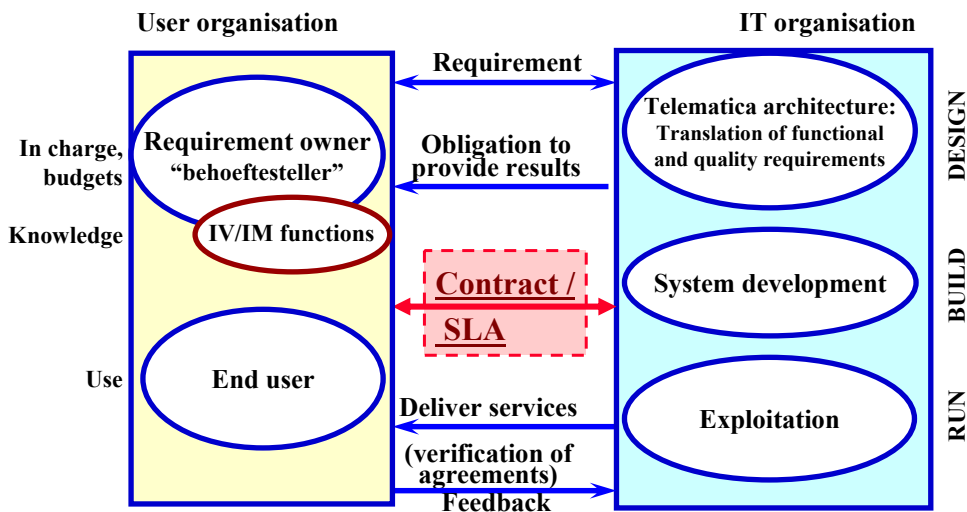 User organisation
IT organisation
In charge,
budgets
Knowledge
Use
Requirement owner
“behoeftesteller”
IV/IM functions
End user
Requirement
Obligation to
provide results
Contract /
SLA
Deliver services
(verification of
agreements)
Feedback
Telematica architecture:
Translation of functional
and quality requirements
System development
Exploitation
DESIGN
BUILD
RUN